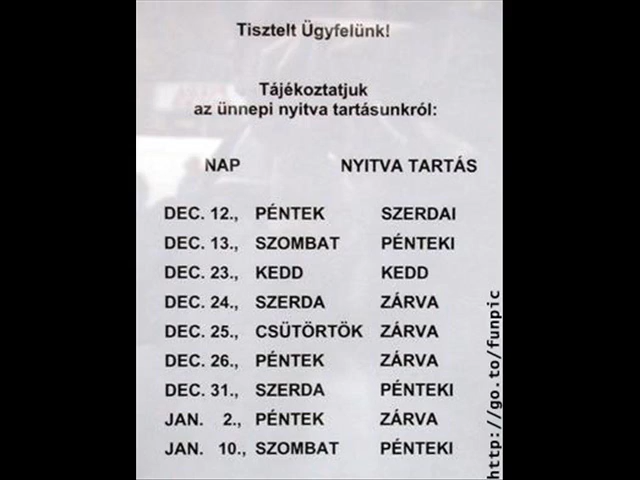 Tisztelt Ügyfelünk!
Tájékoztatjuk
az ünnepi nyitva tartásunkról:
NAP NYITVA TARTÁS
DEC. 12., PÉNTEK SZERDAI
DEC. 13., SZOMBAT PÉNTEKI
DEC. 23., KEDD KEDD
DEC. 24., SZERDA ZÁRVA
DEC. 25., CSÜTÖRTÖK ZÁRVA
DEC. 26., PÉNTEK ZÁRVA
DEC. 31., SZERDA PÉNTEKI
JAN. 2., PÉNTEK ZÁRVA
JAN. 10., SZOMBAT PÉNTEKI
http://go.to/funpic